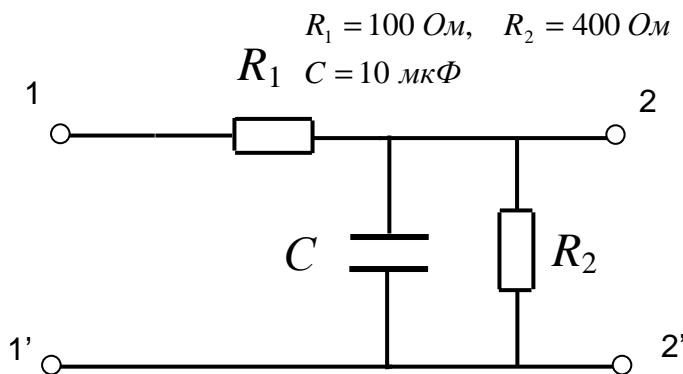 R₁ = 100 Ом, R₂ = 400 Ом
R₁ C = 10 мкФ
1 2
C R₂
1' 2'